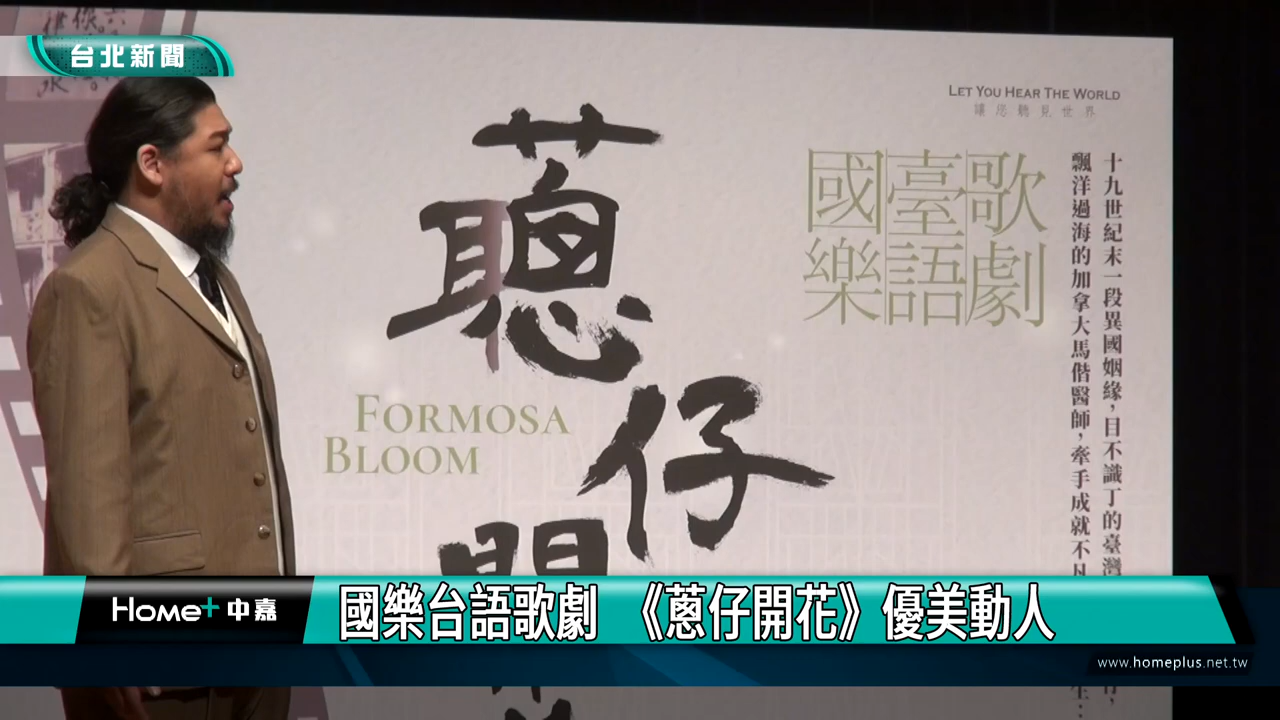 台北新聞
LET YOU HEAR THE WORLD
讓您聽見世界
國臺歌
樂語劇
十九世紀末一段異國姻緣，目不識丁的臺灣
飄洋過海的加拿大馬偕醫師，牽手成就不凡
蔥仔開
FORMOSA
BLOOM
Home+ 中嘉
國樂台語歌劇 《蔥仔開花》優美動人
www.homeplus.net.tw